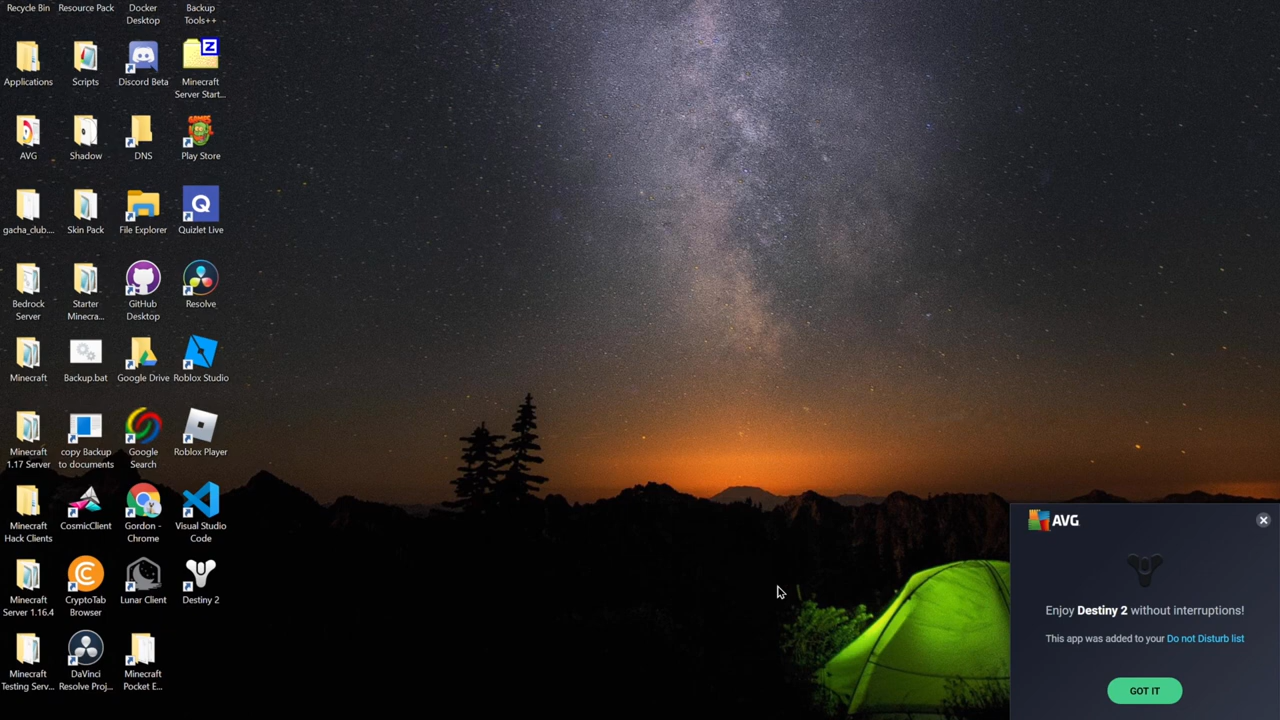 Recycle Bin
Resource Pack
Docker
Desktop
Backup
Tools++
Applications
Scripts
Discord Beta
Z
Minecraft
Server Start...
AVG
Shadow
DNS
GAMES
Play Store
gacha_club....
Skin Pack
File Explorer
Q
Quizlet Live
Bedrock
Server
Starter
Minecra...
GitHub
Desktop
Resolve
Minecraft
Backup.bat
Google Drive
Roblox Studio
Minecraft
1.17 Server
copy Backup
to documents
Google
Search
Roblox Player
Minecraft
Hack Clients
CosmicClient
Gordon -
Chrome
Visual Studio
Code
Minecraft
Server 1.16.4
CryptoTab
Browser
Lunar Client
Destiny 2
Minecraft
Testing Serv...
DaVinci
Resolve Proj...
Minecraft
Pocket E...
AVG
Enjoy Destiny 2 without interruptions!
This app was added to your Do not Disturb list
GOT IT